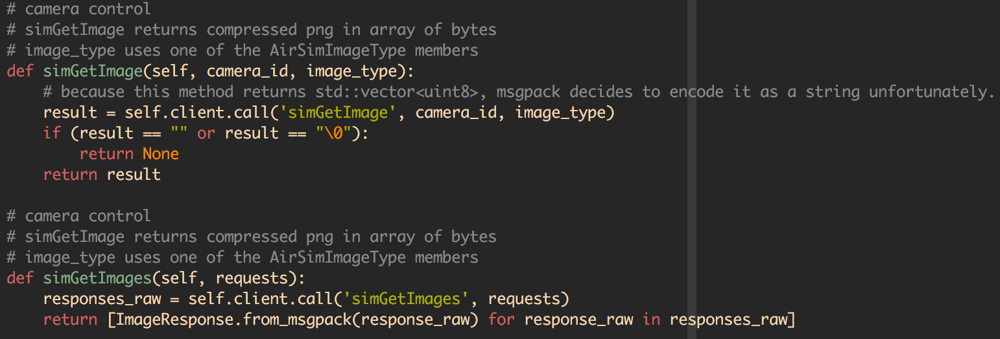 # camera control
# simGetImage returns compressed png in array of bytes
# image_type uses one of the AirSimImageType members
def simGetImage(self, camera_id, image_type):
    # because this method returns std::vector<uint8>, msgpack decides to encode it as a string unfortunately.
    result = self.client.call('simGetImage', camera_id, image_type)
    if (result == "" or result == "\0"):
        return None
    return result

# camera control
# simGetImage returns compressed png in array of bytes
# image_type uses one of the AirSimImageType members
def simGetImages(self, requests):
    responses_raw = self.client.call('simGetImages', requests)
    return [ImageResponse.from_msgpack(response_raw) for response_raw in responses_raw]